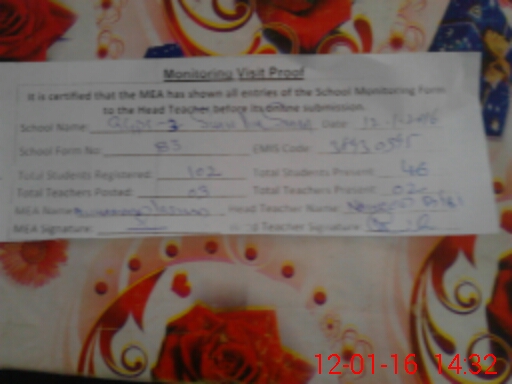 Monitoring Visit Proof
It is certified that the MEA has shown all entries of the School Monitoring Form
to the Head Teacher before its online submission.
School Name: Date:
School Form No: 83 EMIS Code:
Total Students Registered: 102 Total Students Present: 46
Total Teachers Posted: 03 Total Teachers Present: 02
MEA Name: Head Teacher Name:
MEA Signature: Teacher Signature:
12-01-16 14:32